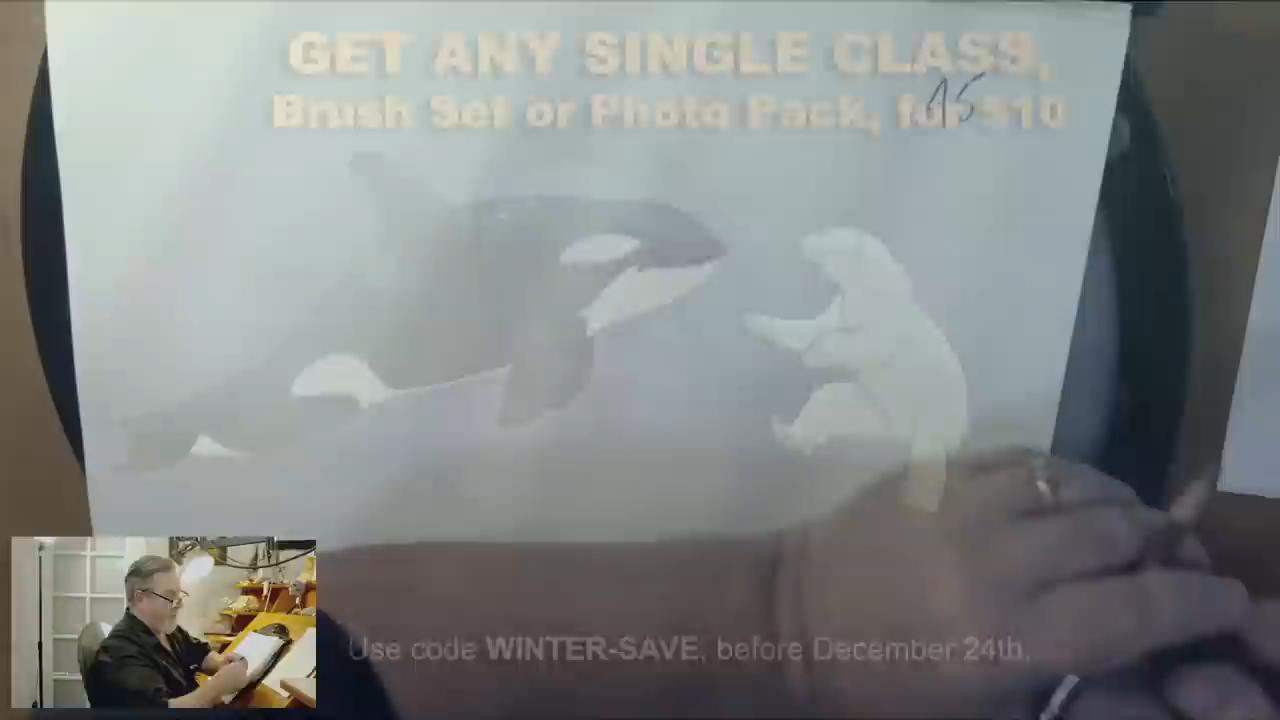 GET ANY SINGLE CLASS,
Brush Set or Photo Pack, for $10
Use code WINTER-SAVE, before December 24th.